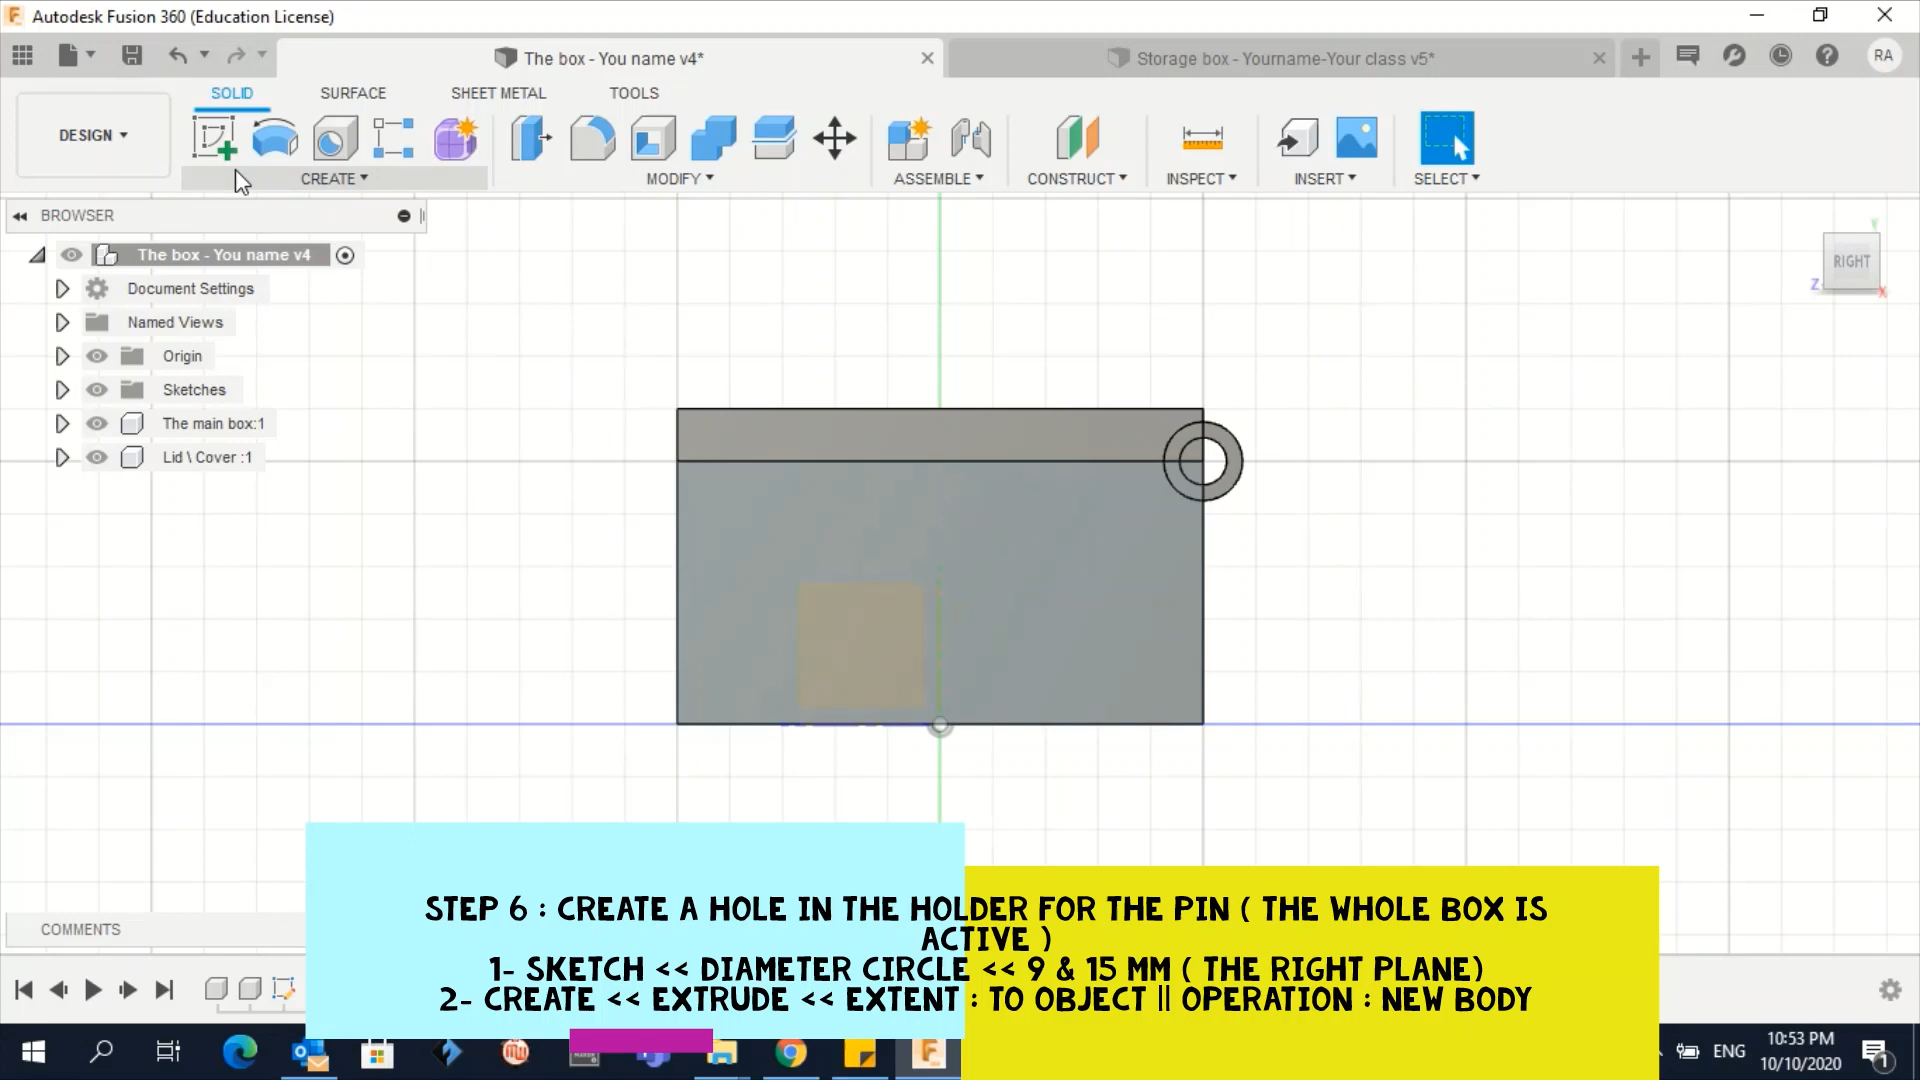 Autodesk Fusion 360 (Education License)
The box - You name v4*
Storage box - Yourname-Your class v5*
RA
SOLID
SURFACE
SHEET METAL
TOOLS
DESIGN
CREATE
MODIFY
ASSEMBLE
CONSTRUCT
INSPECT
INSERT
SELECT
BROWSER
The box - You name v4
Document Settings
Named Views
Origin
Sketches
The main box:1
Lid \ Cover :1
Y
RIGHT
Z
X
COMMENTS
STEP 6 : CREATE A HOLE IN THE HOLDER FOR THE PIN ( THE WHOLE BOX IS
ACTIVE )
1- SKETCH << DIAMETER CIRCLE << 9 & 15 MM ( THE RIGHT PLANE)
2- CREATE << EXTRUDE << EXTENT : TO OBJECT || OPERATION : NEW BODY
ENG
10:53 PM
10/10/2020
1